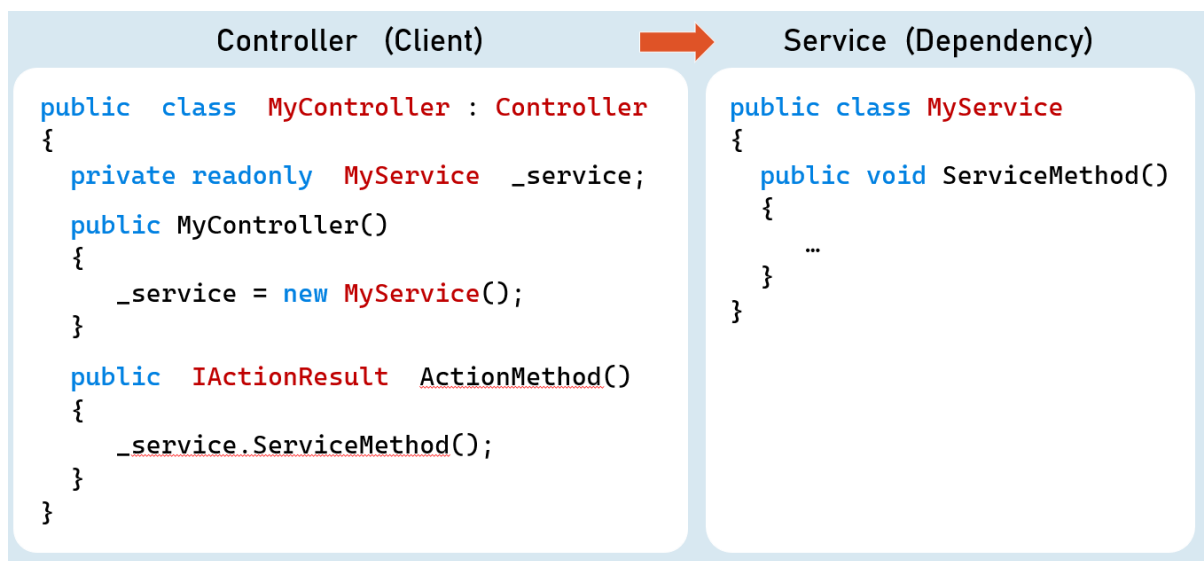 Controller (Client)
public class MyController : Controller
{
private readonly MyService _service;
public MyController()
{
_service = new MyService();
}
public IActionResult ActionMethod()
{
_service.ServiceMethod();
}
}
Service (Dependency)
public class MyService
{
public void ServiceMethod()
{
…
}
}